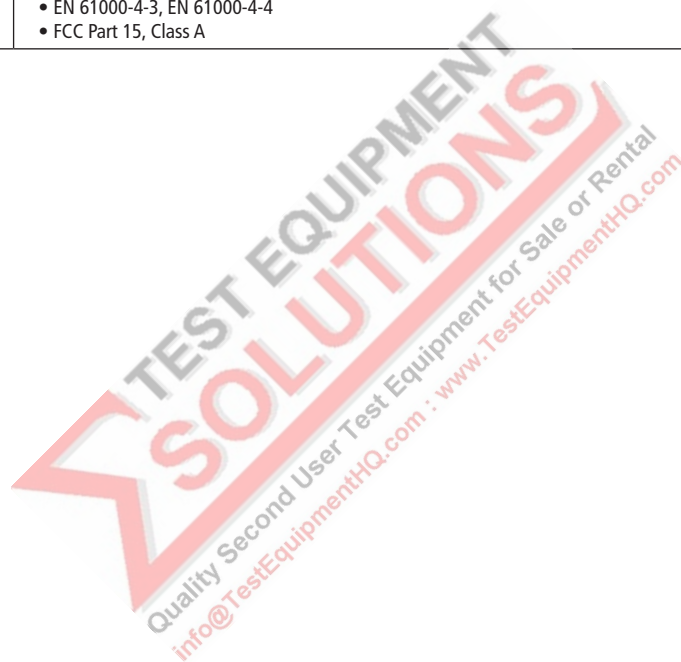 • EN 61000-4-3, EN 61000-4-4
• FCC Part 15, Class A
TEST EQUIPMENT
SOLUTIONS
Quality Second User Test Equipment for Sale or Rental
info@TestEquipmentHQ.com : www.TestEquipmentHQ.com